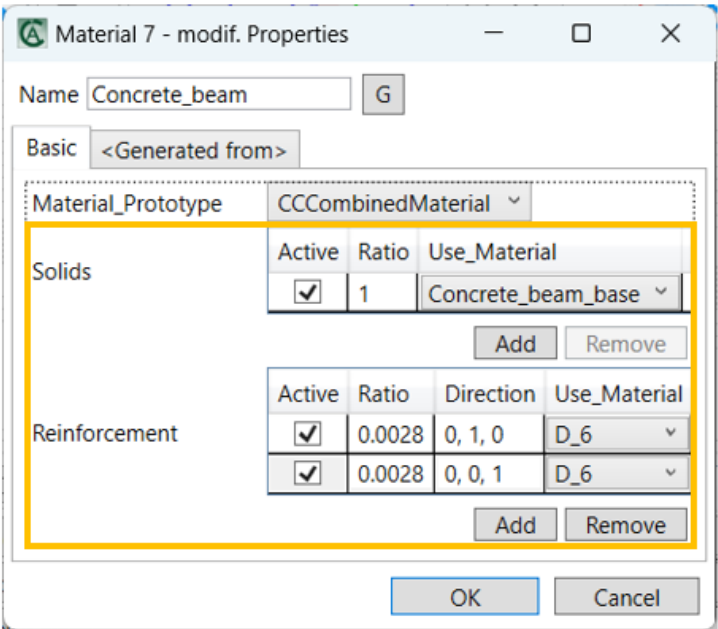 Material 7 - modif. Properties
Name Concrete_beam G
Basic <Generated from>
Material_Prototype CCCombinedMaterial
Solids
Active Ratio Use_Material
1 Concrete_beam_base
Add Remove
Reinforcement
Active Ratio Direction Use_Material
0.0028 0, 1, 0 D_6
0.0028 0, 0, 1 D_6
Add Remove
OK Cancel